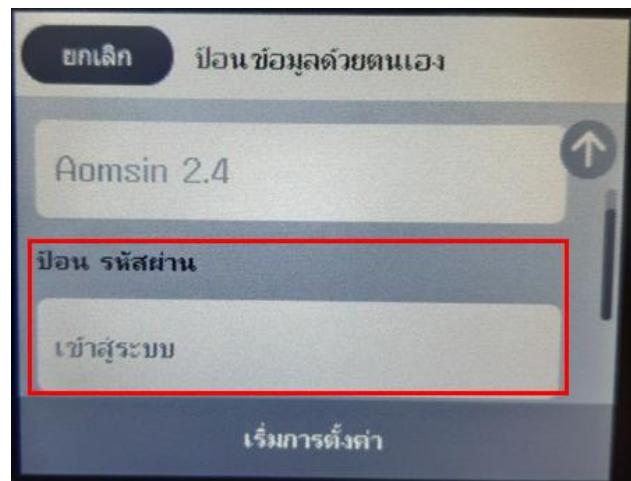 ยกเลิก ป้อนข้อมูลด้วยตนเอง
Aomsin 2.4
ป้อน รหัสผ่าน
เข้าสู่ระบบ
เริ่มการตั้งค่า